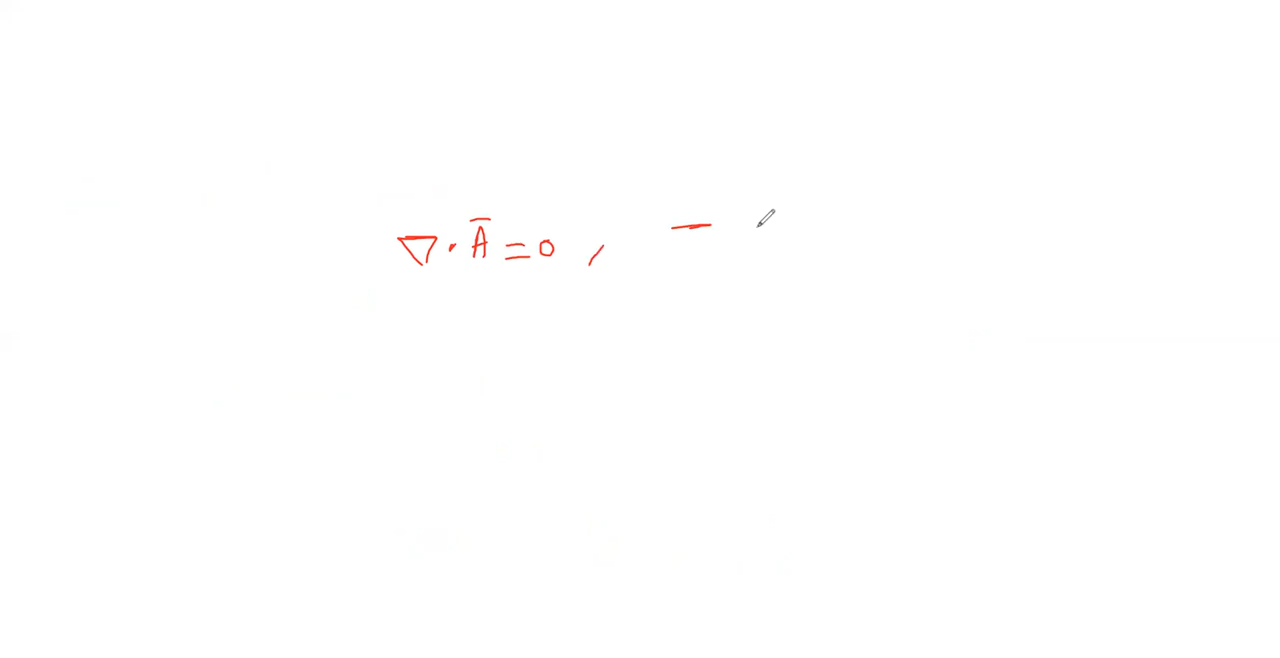 ∇ · A̅ = 0 , —